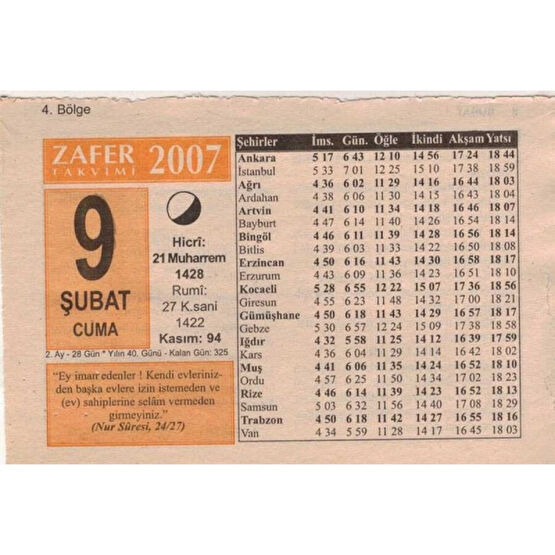 4. Bölge
ZAFER
TAKVİMİ
2007
9
ŞUBAT
CUMA
Hicrî:
21 Muharrem
1428
Rumî:
27 K.sani
1422
Kasım: 94
2. Ay - 28 Gün * Yılın 40. Günü - Kalan Gün: 325
"Ey iman edenler ! Kendi evleriniz-
den başka evlere izin istemeden ve
(ev) sahiplerine selâm vermeden
girmeyiniz."
(Nur Sûresi, 24/27)
Şehirler İms. Gün. Öğle İkindi Akşam Yatsı
Ankara 5 17 6 43 12 10 14 56 17 24 18 44
İstanbul 5 33 7 01 12 25 15 10 17 38 18 59
Ağrı 4 36 6 02 11 29 14 16 16 44 18 03
Ardahan 4 38 6 06 11 30 14 15 16 43 18 04
Artvin 4 41 6 10 11 34 14 18 16 46 18 07
Bayburt 4 47 6 14 11 40 14 26 16 54 18 14
Bingöl 4 46 6 11 11 39 14 28 16 56 18 14
Bitlis 4 39 6 03 11 33 14 22 16 50 18 08
Erzincan 4 50 6 16 11 43 14 30 16 58 18 17
Erzurum 4 43 6 09 11 36 14 23 16 51 18 10
Kocaeli 5 28 6 55 12 22 15 07 17 36 18 56
Giresun 4 55 6 23 11 48 14 32 17 00 18 21
Gümüşhane 4 50 6 18 11 43 14 29 16 57 18 17
Gebze 5 30 6 57 12 24 15 09 17 38 18 58
Iğdır 4 32 5 58 11 25 14 12 16 39 17 59
Kars 4 36 6 04 11 29 14 14 16 42 18 02
Muş 4 41 6 06 11 35 14 24 16 52 18 10
Ordu 4 57 6 25 11 50 14 34 17 02 18 23
Rize 4 46 6 14 11 39 14 23 16 52 18 13
Samsun 5 03 6 32 11 56 14 40 17 08 18 29
Trabzon 4 50 6 18 11 42 14 27 16 55 18 16
Van 4 34 5 59 11 28 14 17 16 45 18 03